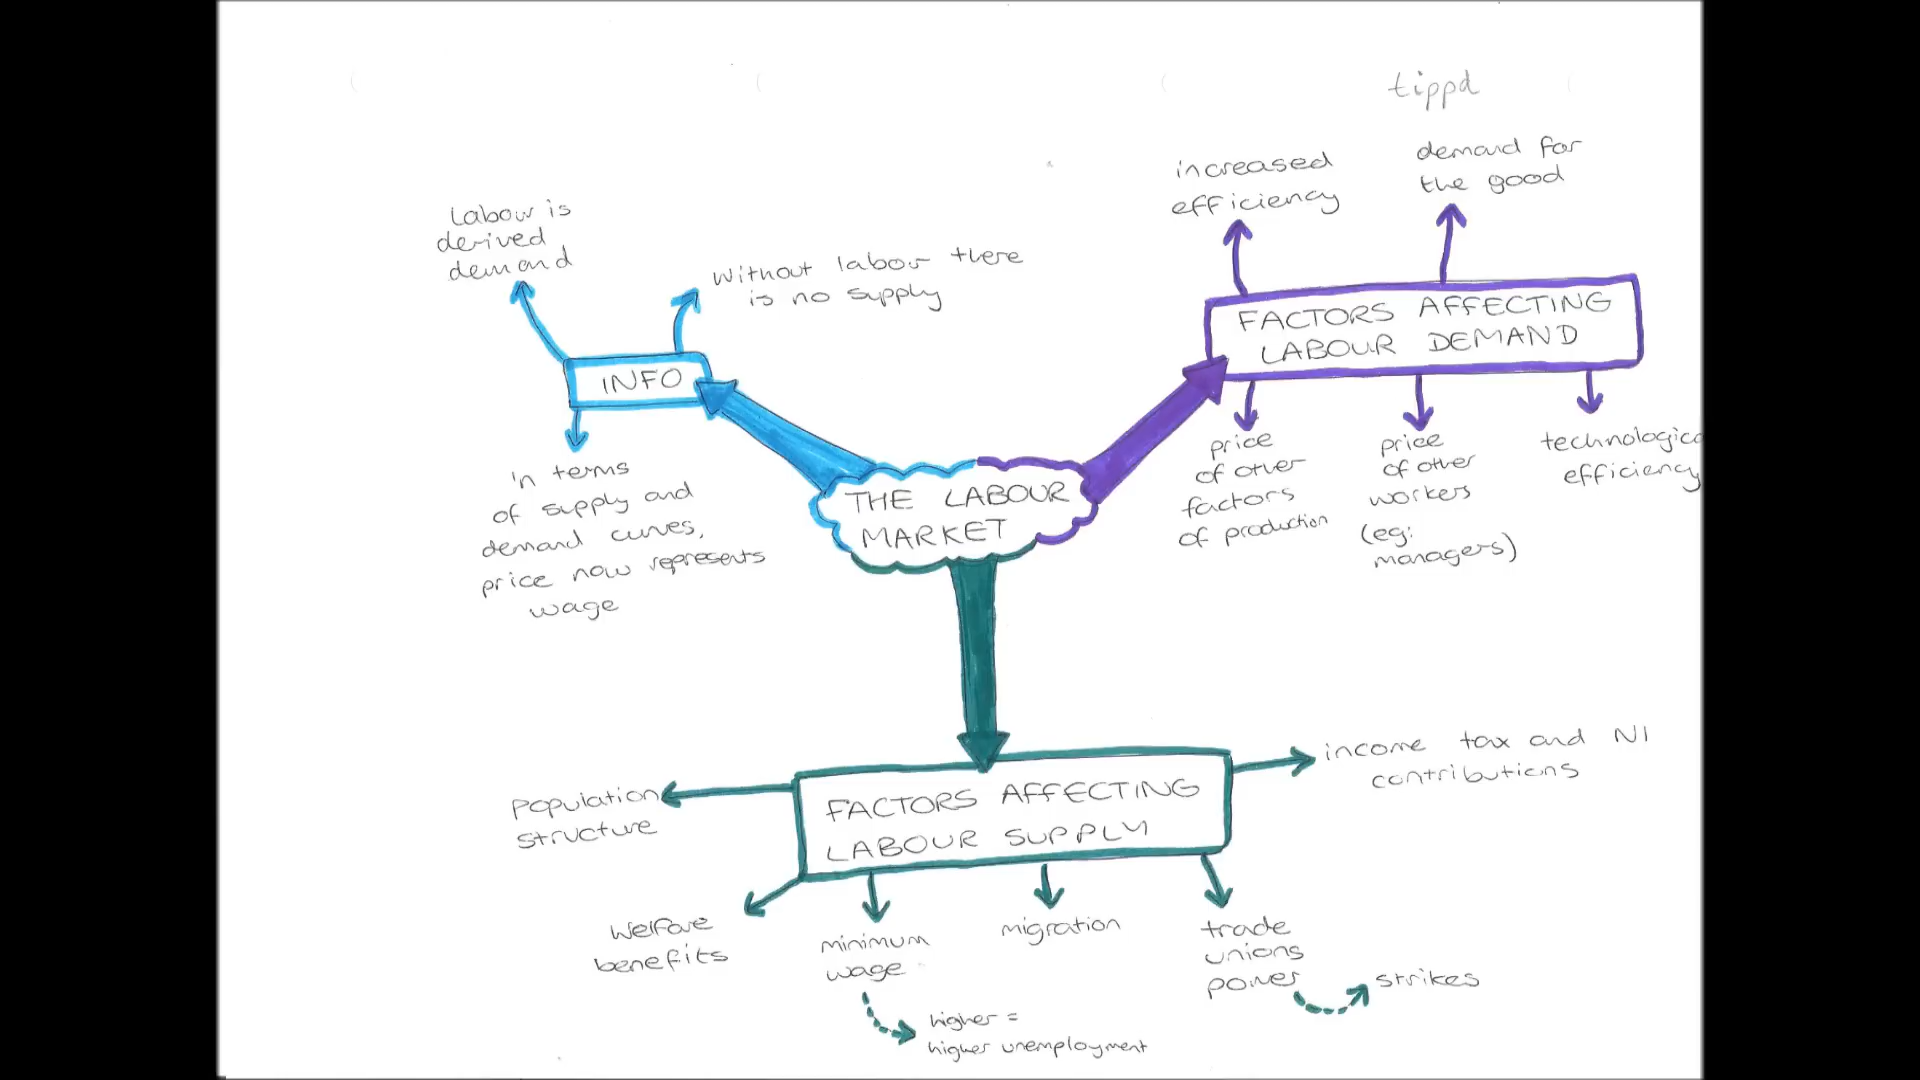 tippd
increased
efficiency
demand for
the good
FACTORS AFFECTING
LABOUR DEMAND
price
of other
factors
of production
price
of other
workers
(eg:
managers)
technologica
efficiency
Labour is
derived
demand
without labour there
is no supply
INFO
in terms
of supply and
demand curves,
price now represents
wage
THE LABOUR
MARKET
FACTORS AFFECTING
LABOUR SUPPLY
income tax and NI
contributions
Population
structure
welfare
benefits
minimum
wage
higher =
higher unemployment
migration
trade
unions
power
strikes